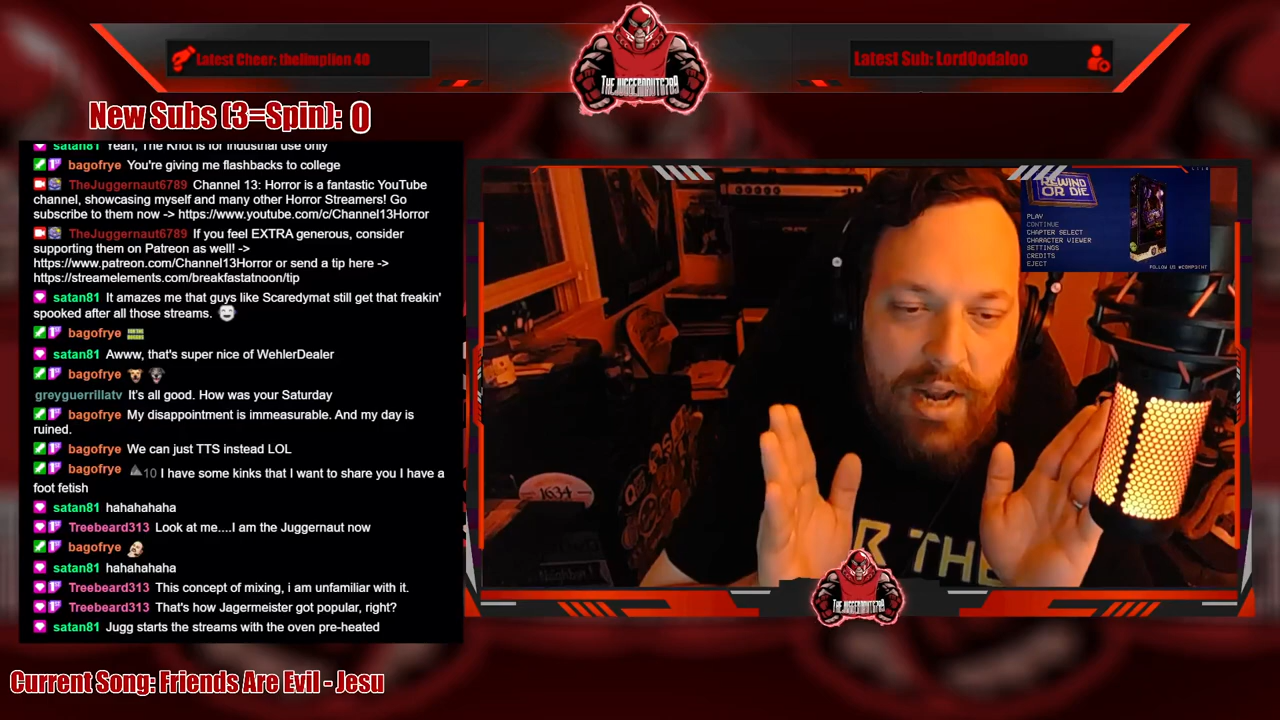 Latest Cheer: the1imption 40
THEJUGGERNAUT6789
Latest Sub: LordOodaloo
New Subs (3=Spin): 0
satan81 Yeah, The Knot is for industrial use only
bagofrye You're giving me flashbacks to college
TheJuggernaut6789 Channel 13: Horror is a fantastic YouTube
channel, showcasing myself and many other Horror Streamers! Go
subscribe to them now -> https://www.youtube.com/c/Channel13Horror
TheJuggernaut6789 If you feel EXTRA generous, consider
supporting them on Patreon as well! ->
https://www.patreon.com/Channel13Horror or send a tip here ->
https://streamelements.com/breakfastatnoon/tip
satan81 It amazes me that guys like Scaredymat still get that freakin'
spooked after all those streams.
bagofrye
satan81 Awww, that's super nice of WehlerDealer
bagofrye
greyguerrillatv It's all good. How was your Saturday
bagofrye My disappointment is immeasurable. And my day is
ruined.
bagofrye We can just TTS instead LOL
bagofrye 10 I have some kinks that I want to share you I have a
foot fetish
satan81 hahahahaha
Treebeard313 Look at me....I am the Juggernaut now
bagofrye
satan81 hahahahaha
Treebeard313 This concept of mixing, i am unfamiliar with it.
Treebeard313 That's how Jagermeister got popular, right?
satan81 Jugg starts the streams with the oven pre-heated
REWIND
OR DIE
PLAY
CONTINUE
CHAPTER SELECT
CHARACTER VIEWER
SETTINGS
CREDITS
EJECT
FOLLOW US @COMP3INT
1634
R THE
THEJUGGERNAUT6789
Current Song: Friends Are Evil - Jesu